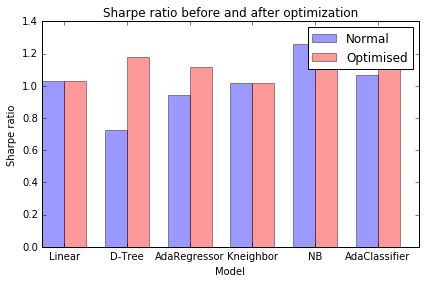 Sharpe ratio before and after optimization
Normal
Optimised
Sharpe ratio
1.4
1.2
1.0
0.8
0.6
0.4
0.2
0.0
Linear D-Tree AdaRegressor Kneighbor NB AdaClassifier
Model